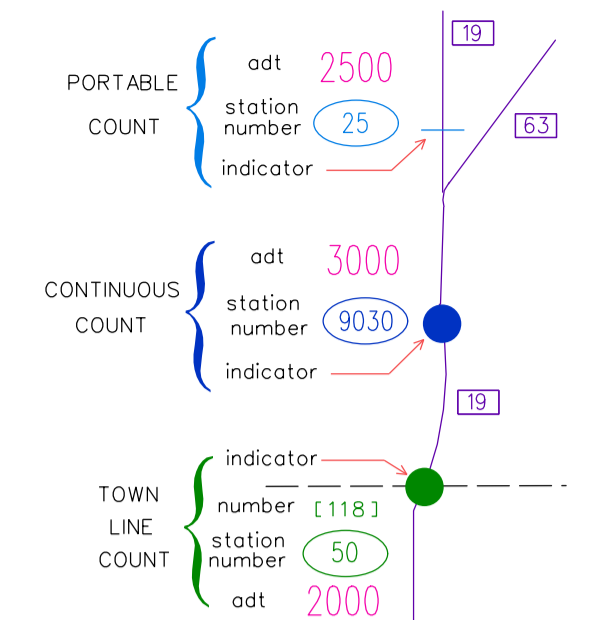 19
adt 2500
PORTABLE
COUNT
station
number 25
63
indicator
adt 3000
CONTINUOUS
COUNT
station
number 9030
indicator
19
indicator
TOWN
LINE
COUNT
number [118]
station
number 50
adt 2000